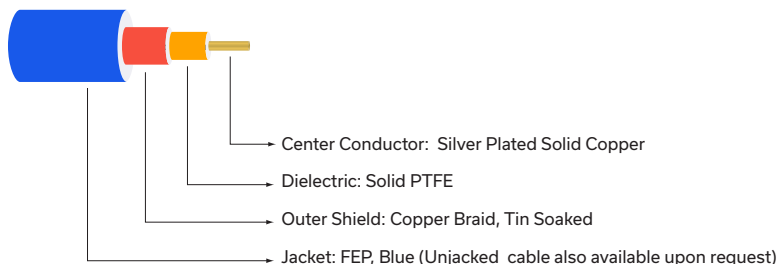 Center Conductor:  Silver Plated Solid Copper
Dielectric: Solid PTFE
Outer Shield: Copper Braid, Tin Soaked
Jacket: FEP, Blue (Unjacked  cable also available upon request)